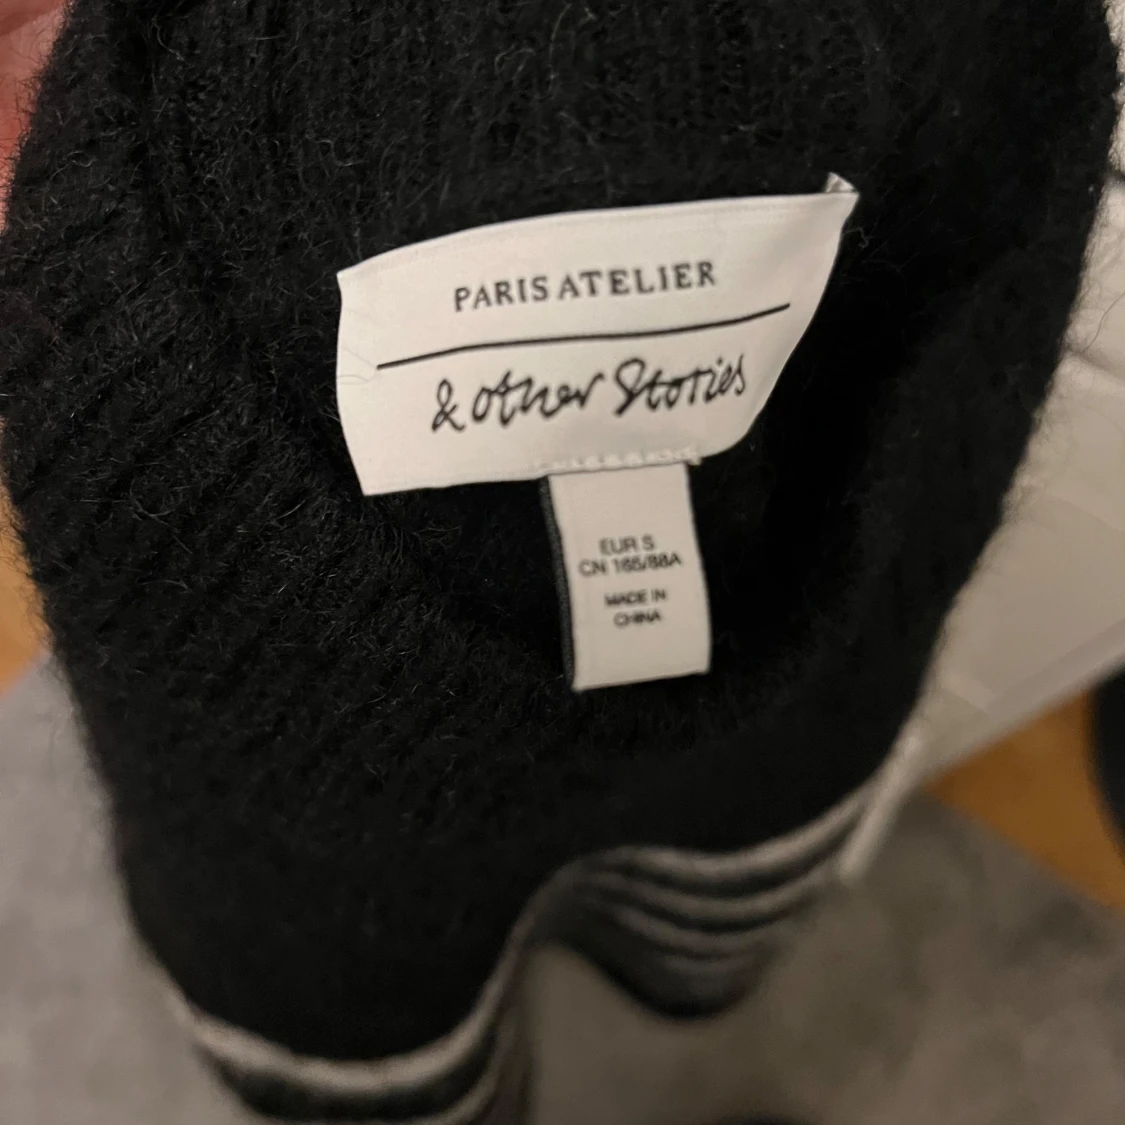 PARIS ATELIER
& other Stories
EUR S
CN 165/88A
MADE IN
CHINA